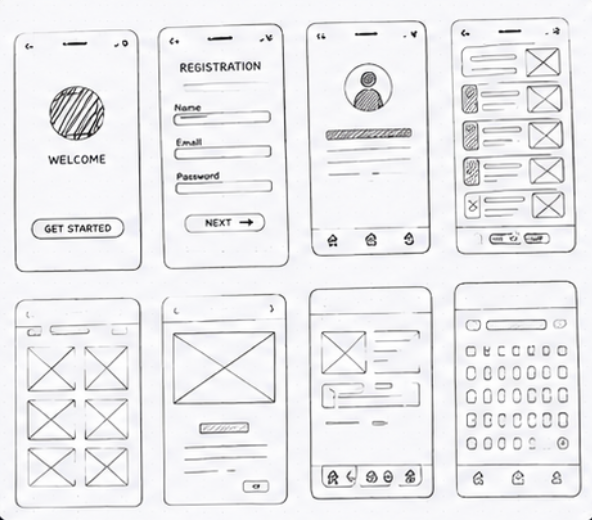 WELCOME
GET STARTED
REGISTRATION
Name
Email
Password
NEXT →